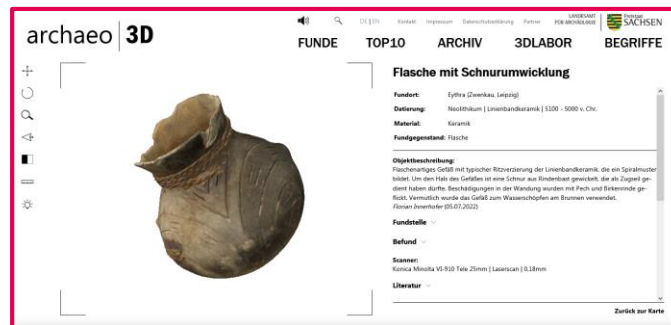 archaeo | 3D
DE | EN Kontakt Impressum Datenschutzerklärung Partner
LANDESAMT
FÜR ARCHÄOLOGIE
Freistaat
SACHSEN
FUNDE TOP10 ARCHIV 3DLABOR BEGRIFFE
Flasche mit Schnurumwicklung
Fundort: Eythra (Zwenkau, Leipzig)
Datierung: Neolithikum | Linienbandkeramik | 5100 - 5000 v. Chr.
Material: Keramik
Fundgegenstand: Flasche
Objektbeschreibung:
Flaschenartiges Gefäß mit typischer Ritzverzierung der Linienbandkeramik, die ein Spiralmuster
bildet. Um den Hals des Gefäßes ist eine Schnur aus Rindenbast gewickelt, die als Zugseil ge-
dient haben dürfte. Beschädigungen in der Wandung wurden mit Pech und Birkenrinde ge-
flickt. Vermutlich wurde das Gefäß zum Wasserschöpfen am Brunnen verwendet.
Florian Innerhofer (05.07.2022)
Fundstelle
Befund
Scanner:
Konica Minolta VI-910 Tele 25mm | Laserscan | 0,18mm
Literatur
Zurück zur Karte